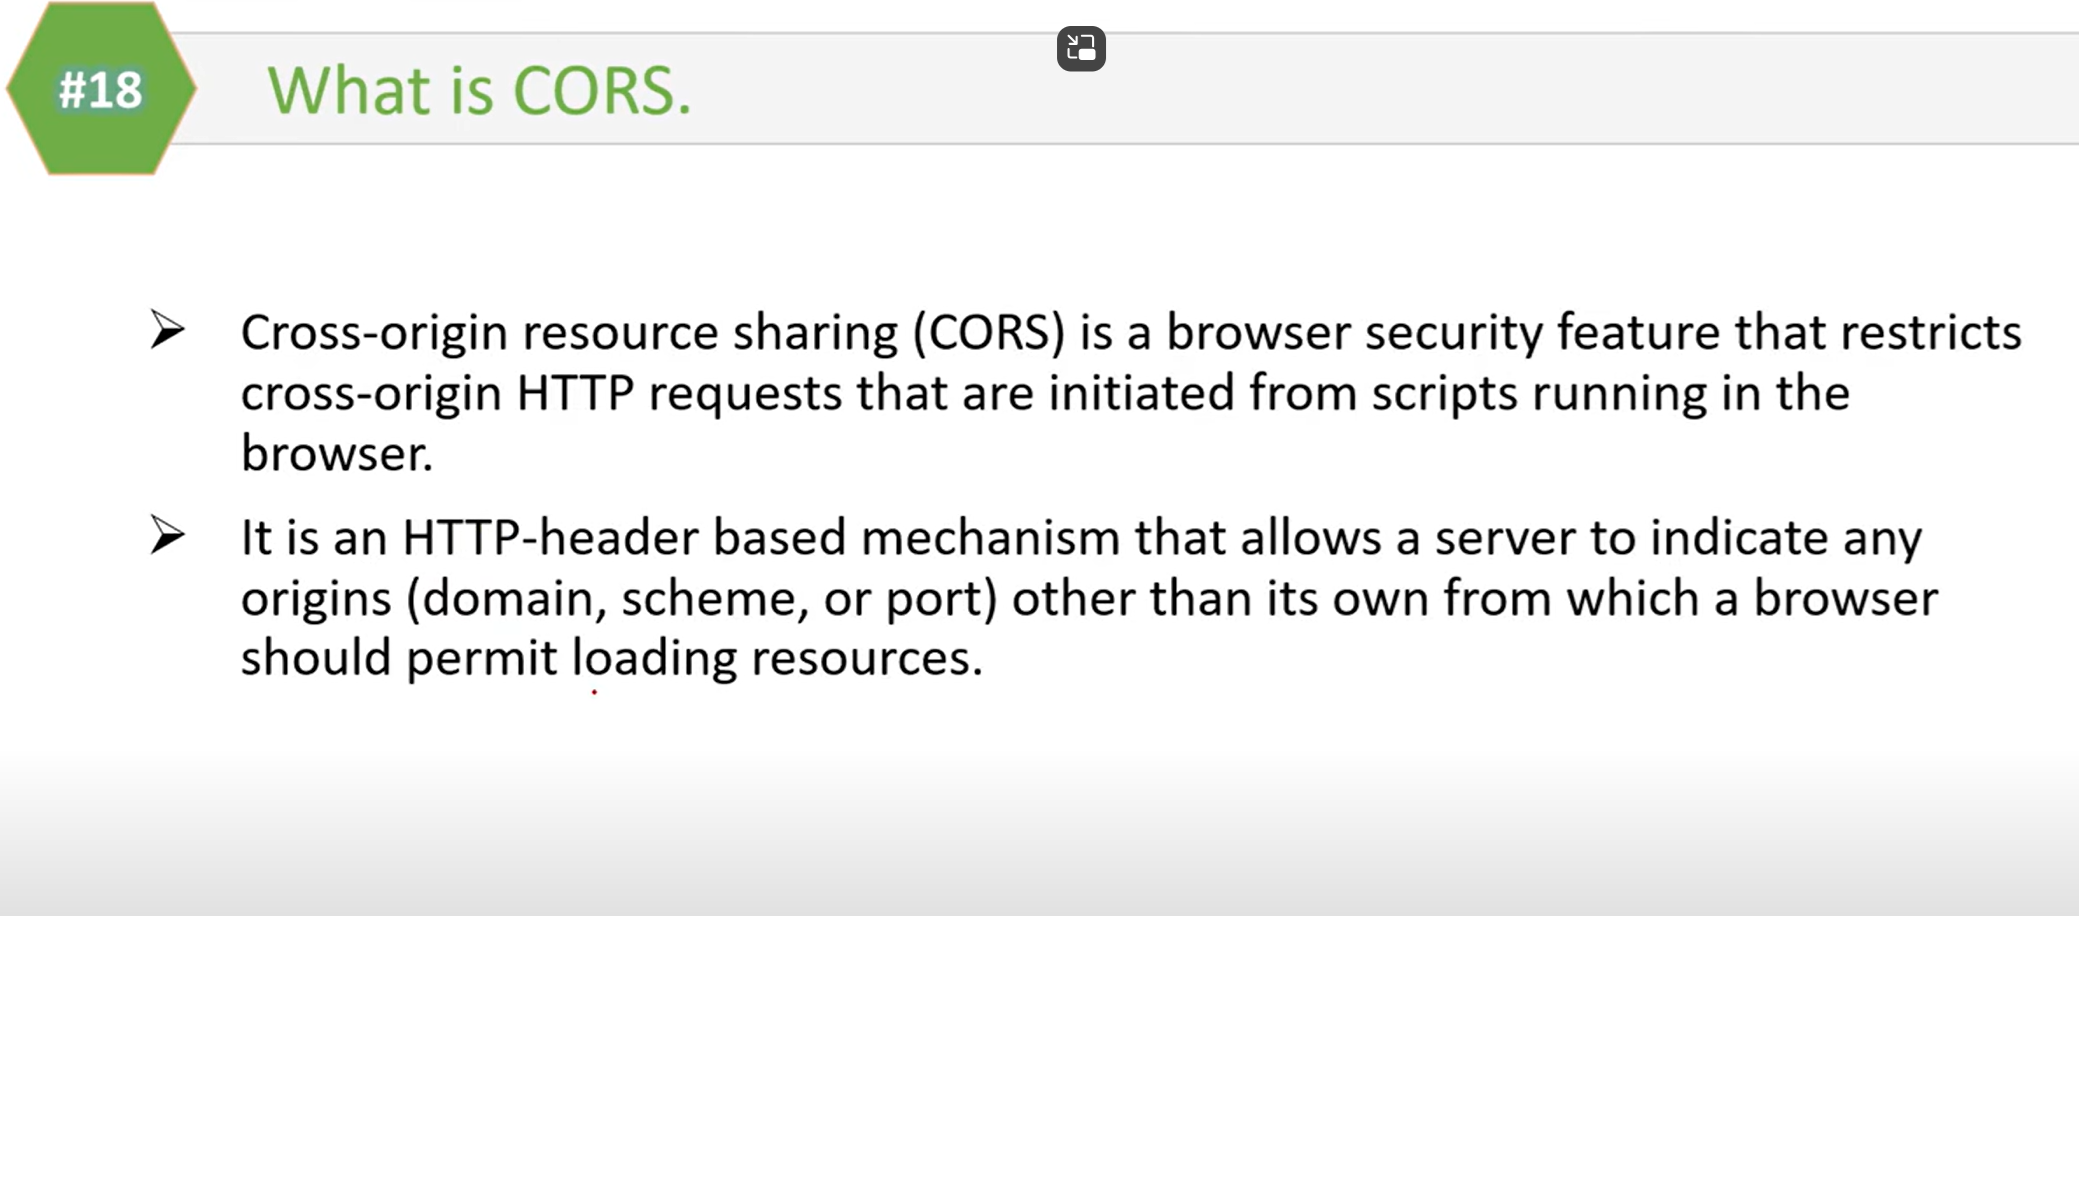 #18
What is CORS.
Cross-origin resource sharing (CORS) is a browser security feature that restricts
cross-origin HTTP requests that are initiated from scripts running in the
browser.
It is an HTTP-header based mechanism that allows a server to indicate any
origins (domain, scheme, or port) other than its own from which a browser
should permit loading resources.